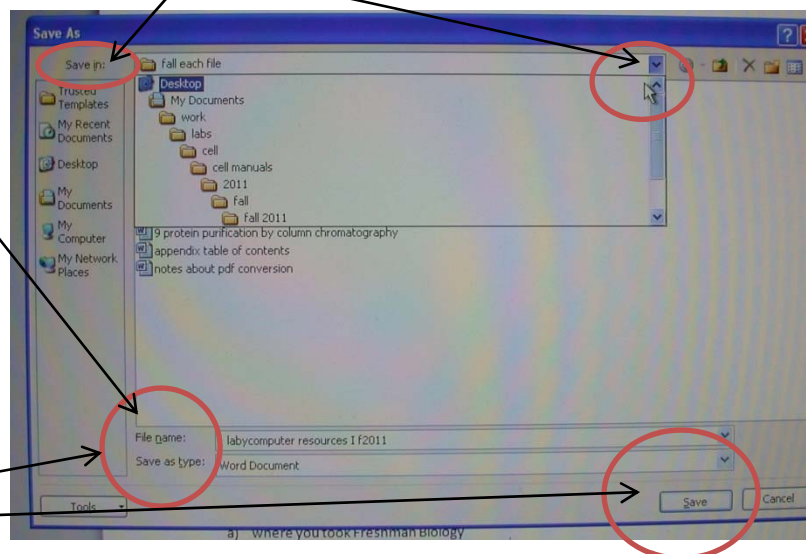 Save As
Save in:
fall each file
Trusted
Templates
My Recent
Documents
Desktop
My
Documents
My
Computer
My Network
Places
Desktop
My Documents
work
labs
cell
cell manuals
2011
fall
fall 2011
9 protein purification by column chromatography
appendix table of contents
notes about pdf conversion
File name:
labycomputer resources I f2011
Save as type:
Word Document
Tools
Save
Cancel
a) where you took Freshman Biology